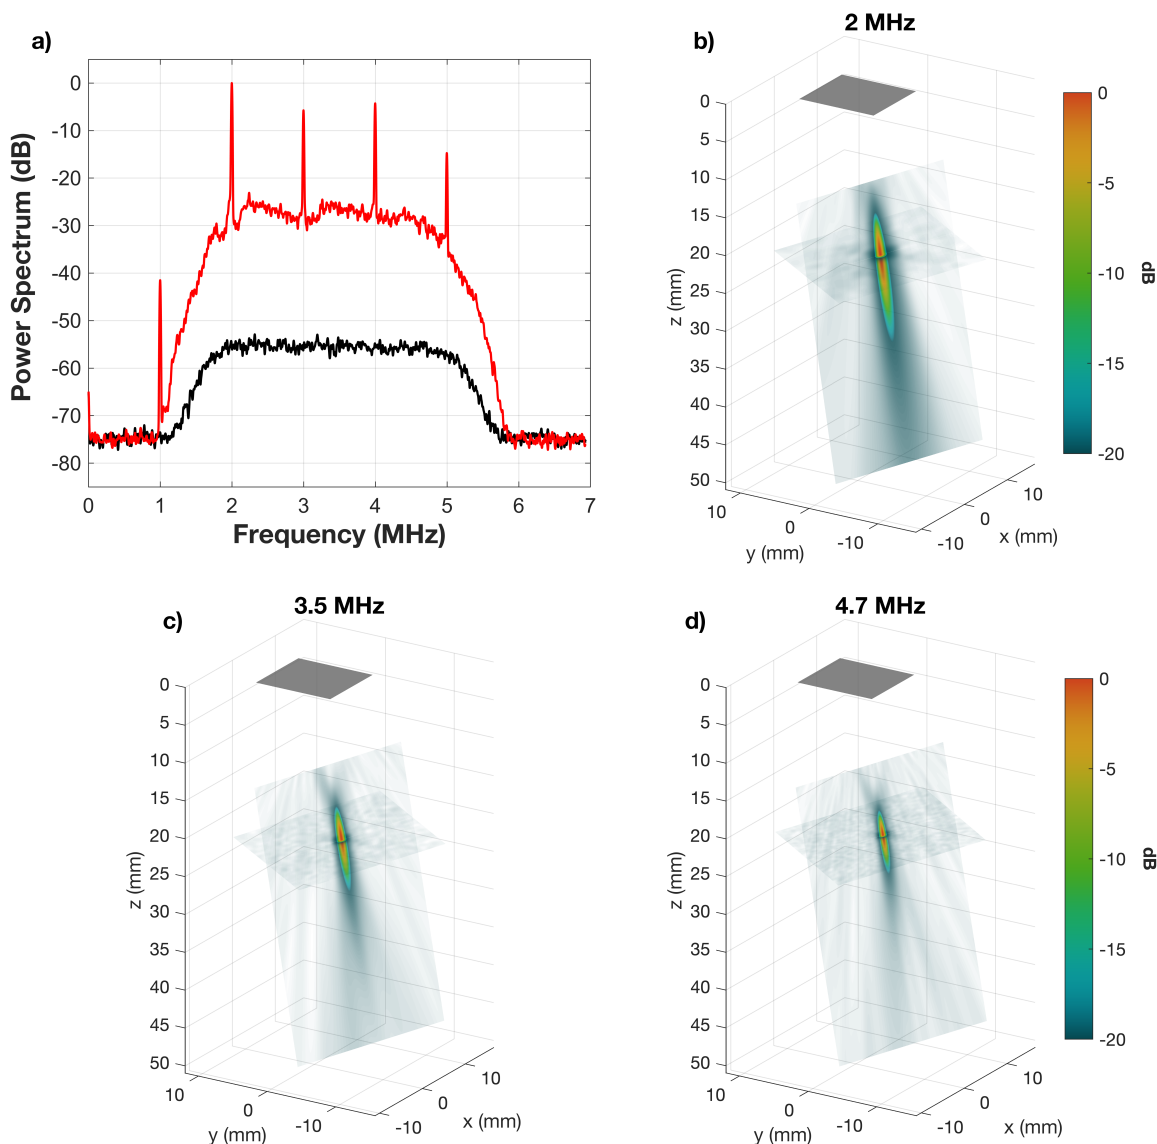 a)
0
-10
-20
-30
-40
-50
-60
-70
-80
Power Spectrum (dB)
0 1 2 3 4 5 6 7
Frequency (MHz)
b)
2 MHz
0
5
10
15
20
25
30
35
40
45
50
z (mm)
10 0 -10
y (mm)
-10 0 10
x (mm)
0
-5
-10
-15
-20
dB
c)
3.5 MHz
0
5
10
15
20
25
30
35
40
45
50
z (mm)
10 0 -10
y (mm)
-10 0 10
x (mm)
d)
4.7 MHz
0
5
10
15
20
25
30
35
40
45
50
z (mm)
10 0 -10
y (mm)
-10 0 10
x (mm)
0
-5
-10
-15
-20
dB